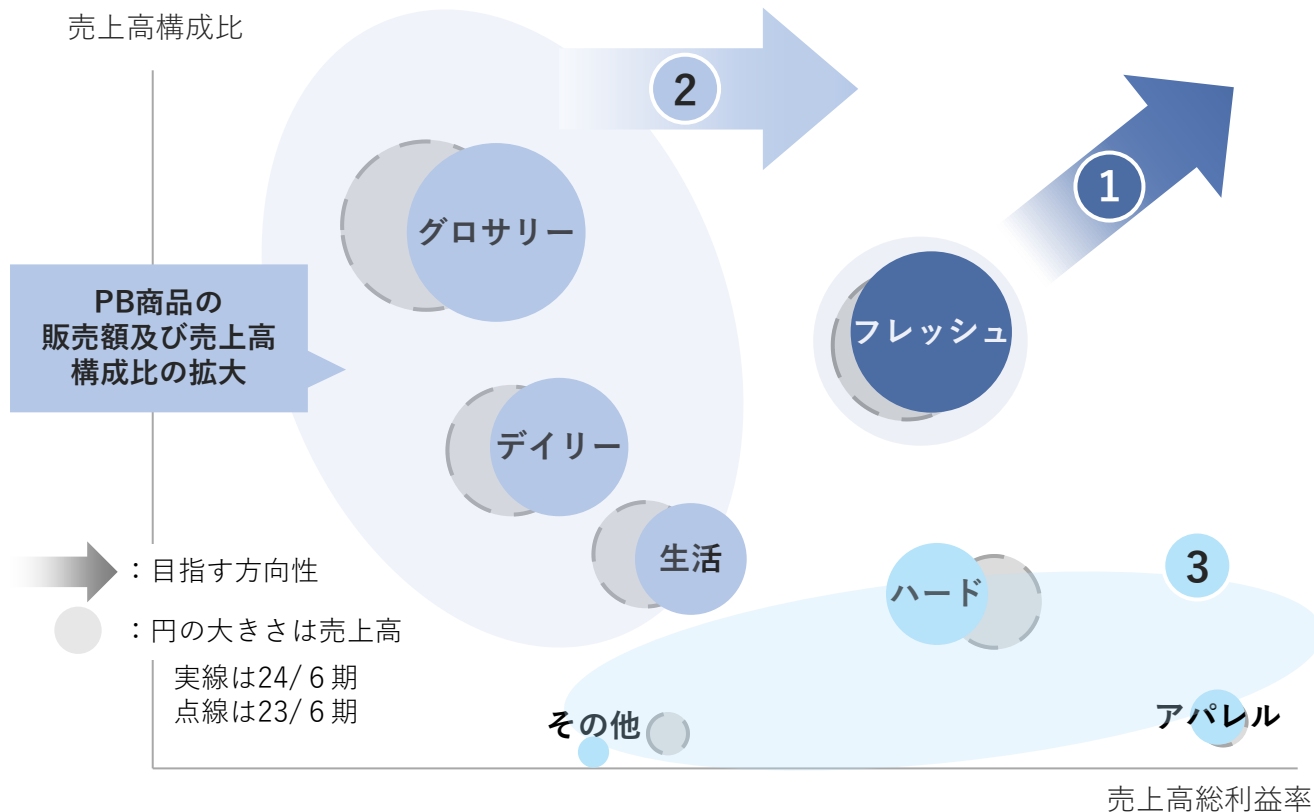 売上高構成比
2
1
グロサリー
PB商品の
販売額及び売上高
構成比の拡大
フレッシュ
デイリー
生活
：目指す方向性
ハード
3
：円の大きさは売上高
実線は24/６期
点線は23/６期
その他
アパレル
売上高総利益率